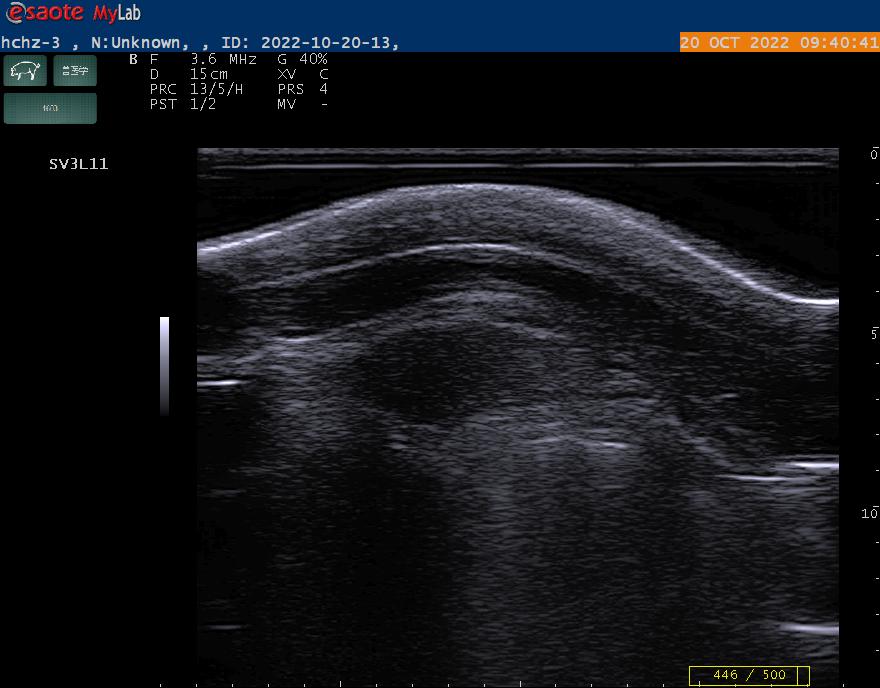 esaote MyLab
hchz-3 , N:Unknown, , ID: 2022-10-20-13,
20 OCT 2022 09:40:41
兽医学
1603
B F 3.6 MHz G 40%
D 15cm XV C
PRC 13/5/H PRS 4
PST 1/2 MV -
SV3L11
0
5
10
446 / 500